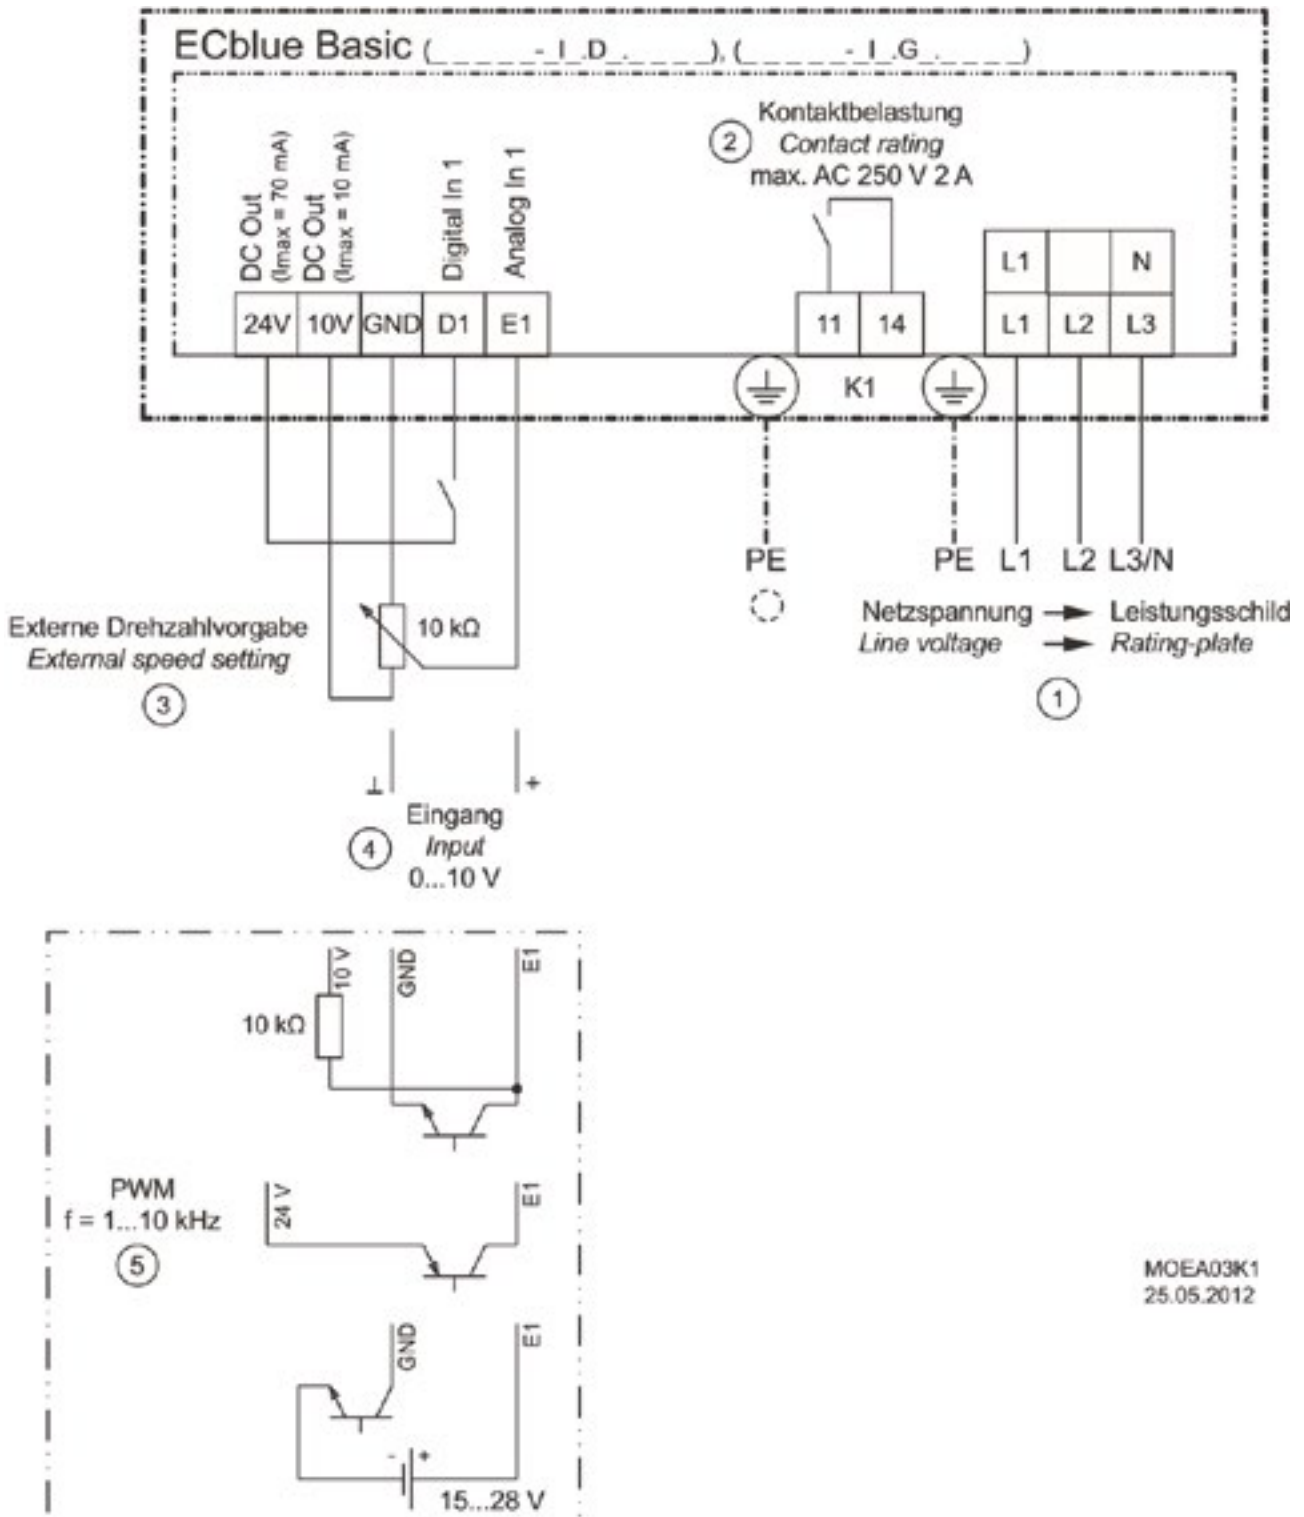 ECblue Basic (_ _ _ _ _-_I_.D_._ _ _ _), (_ _ _ _ _-_I_.G_._ _ _ _)
Kontaktbelastung
2
Contact rating
max. AC 250 V 2 A
DC Out
(Imax = 70 mA)
DC Out
(Imax = 10 mA)
Digital In 1
Analog In 1
L1 N
24V 10V GND D1 E1
11 14
L1 L2 L3
K1
PE
PE L1 L2 L3/N
Externe Drehzahlvorgabe
External speed setting
3
10 kΩ
Netzspannung Leistungsschild
Line voltage Rating-plate
1
⊥ +
Eingang
4
Input
0...10 V
10 V
GND
E1
10 kΩ
PWM
f = 1...10 kHz
5
24 V
E1
GND
E1
- +
15...28 V
MOEA03K1
25.05.2012